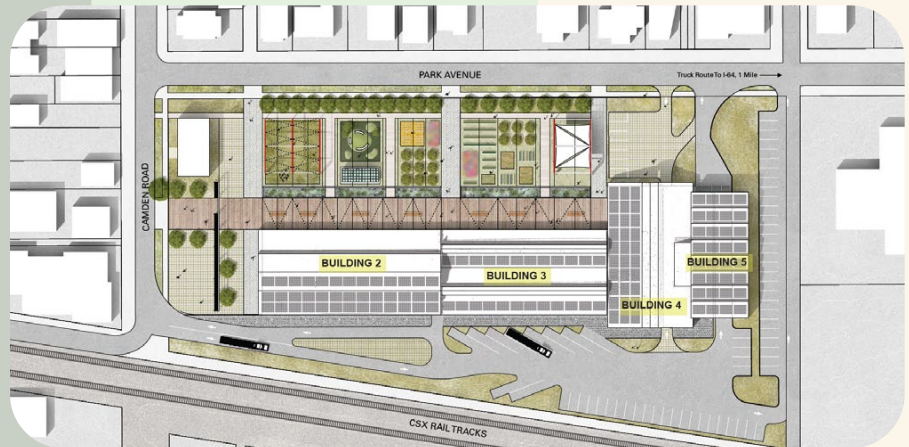 PARK AVENUE
Truck Route To I-64, 1 Mile
CAMDEN ROAD
BUILDING 2
BUILDING 3
BUILDING 5
BUILDING 4
CSX RAIL TRACKS